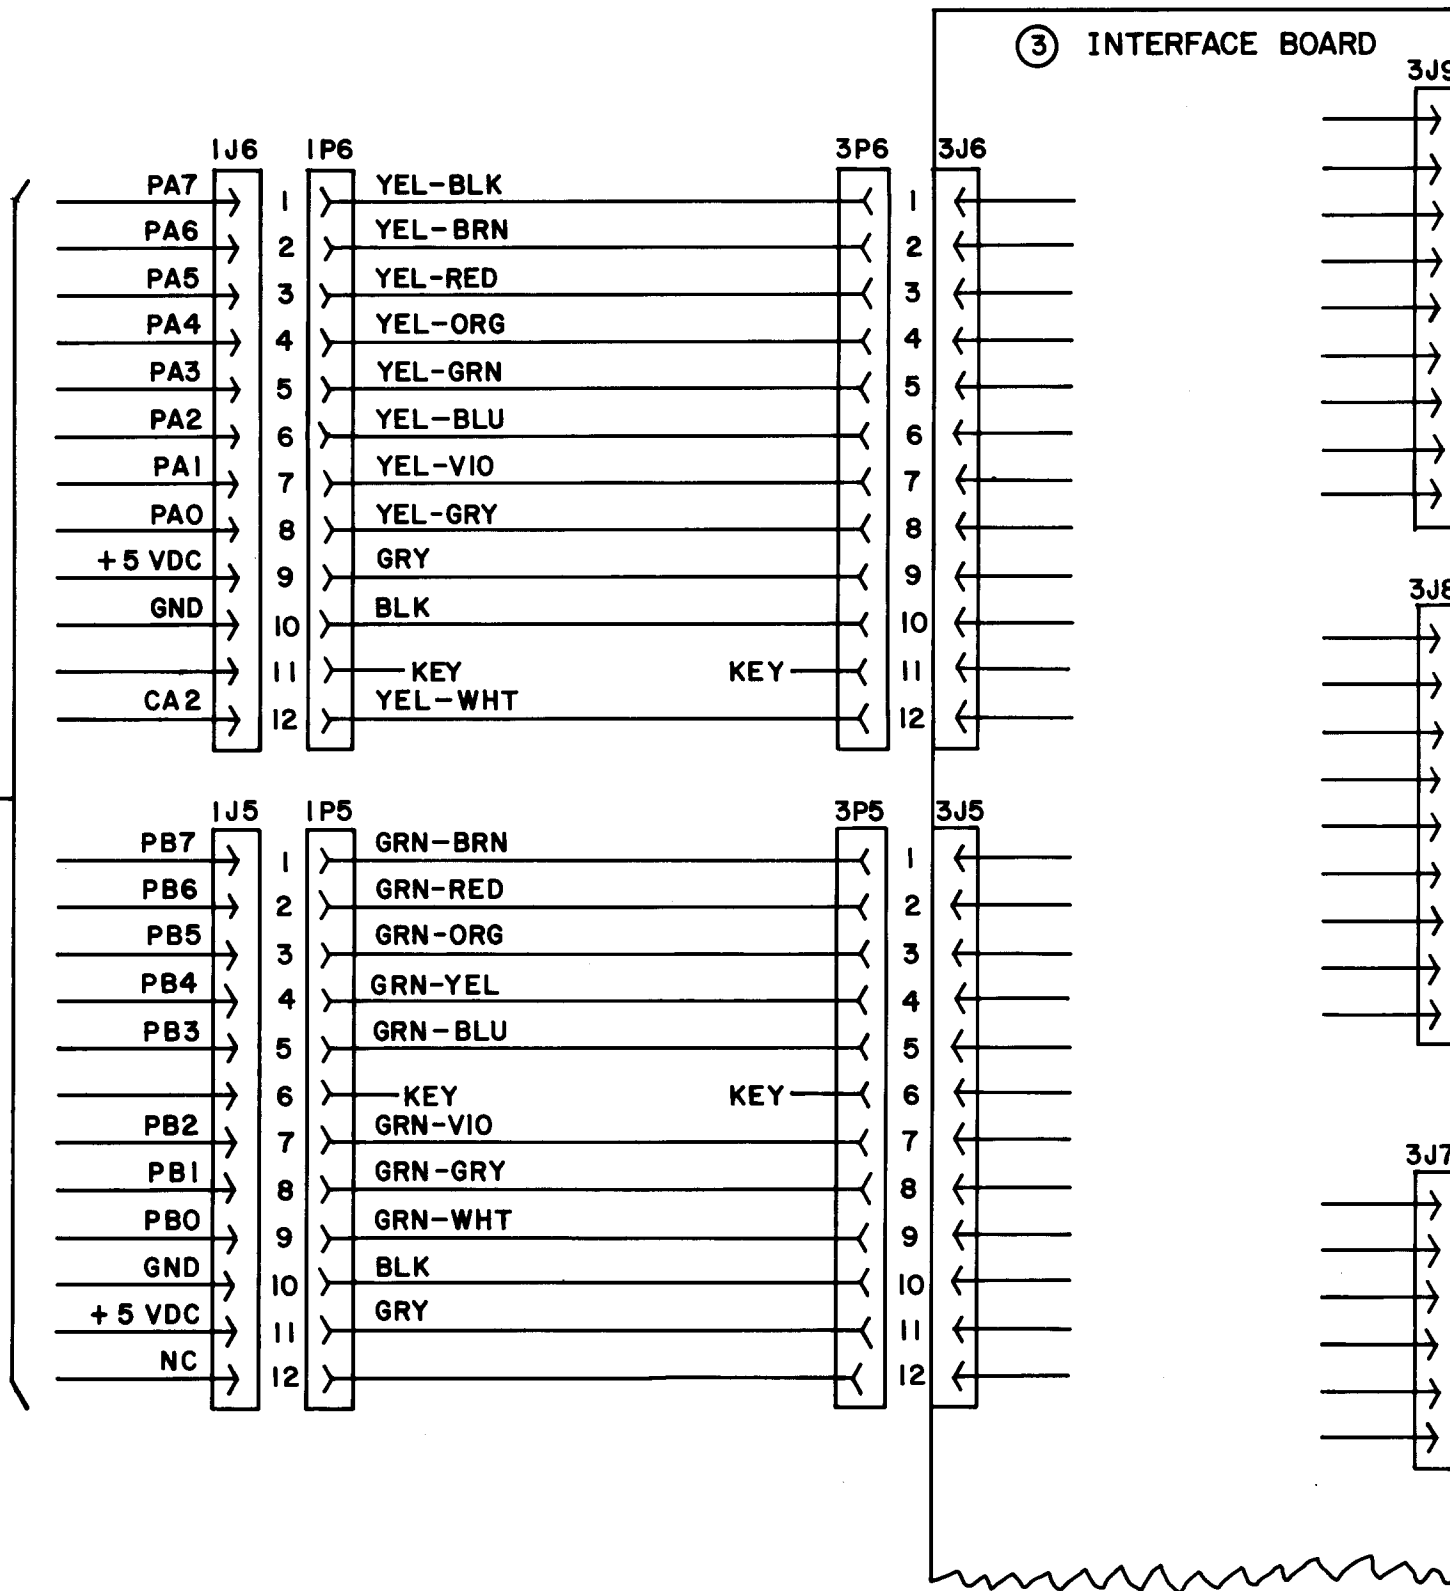 ③ INTERFACE BOARD
3J9
1J6 1P6 3P6 3J6
PA7 1 YEL-BLK 1
PA6 2 YEL-BRN 2
PA5 3 YEL-RED 3
PA4 4 YEL-ORG 4
PA3 5 YEL-GRN 5
PA2 6 YEL-BLU 6
PA1 7 YEL-VIO 7
PA0 8 YEL-GRY 8
+5 VDC 9 GRY 9
GND 10 BLK 10
11 KEY KEY 11
CA2 12 YEL-WHT 12
3J8
1J5 1P5 3P5 3J5
PB7 1 GRN-BRN 1
PB6 2 GRN-RED 2
PB5 3 GRN-ORG 3
PB4 4 GRN-YEL 4
PB3 5 GRN-BLU 5
6 KEY KEY 6
PB2 7 GRN-VIO 7
PB1 8 GRN-GRY 8
PB0 9 GRN-WHT 9
GND 10 BLK 10
+5 VDC 11 GRY 11
NC 12 12
3J7